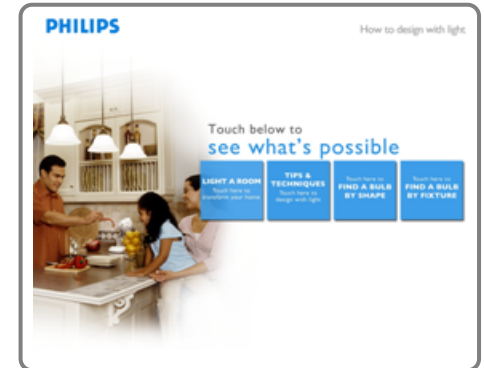 PHILIPS
How to design with light
Touch below to
see what's possible
LIGHT A ROOM
Touch here to
transform your home
TIPS &
TECHNIQUES
Touch here to
design with light
Touch here to
FIND A BULB
BY SHAPE
Touch here to
FIND A BULB
BY FIXTURE